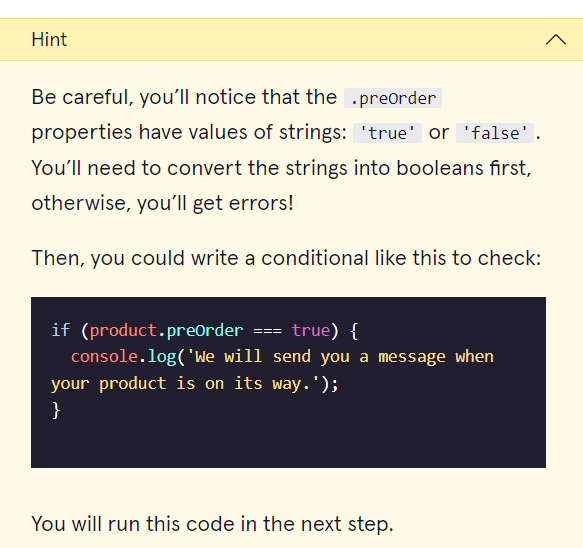 Hint
Be careful, you’ll notice that the .preOrder
properties have values of strings: 'true' or 'false'.
You’ll need to convert the strings into booleans first,
otherwise, you’ll get errors!
Then, you could write a conditional like this to check:
if (product.preOrder === true) {
  console.log('We will send you a message when
your product is on its way.');
}
You will run this code in the next step.